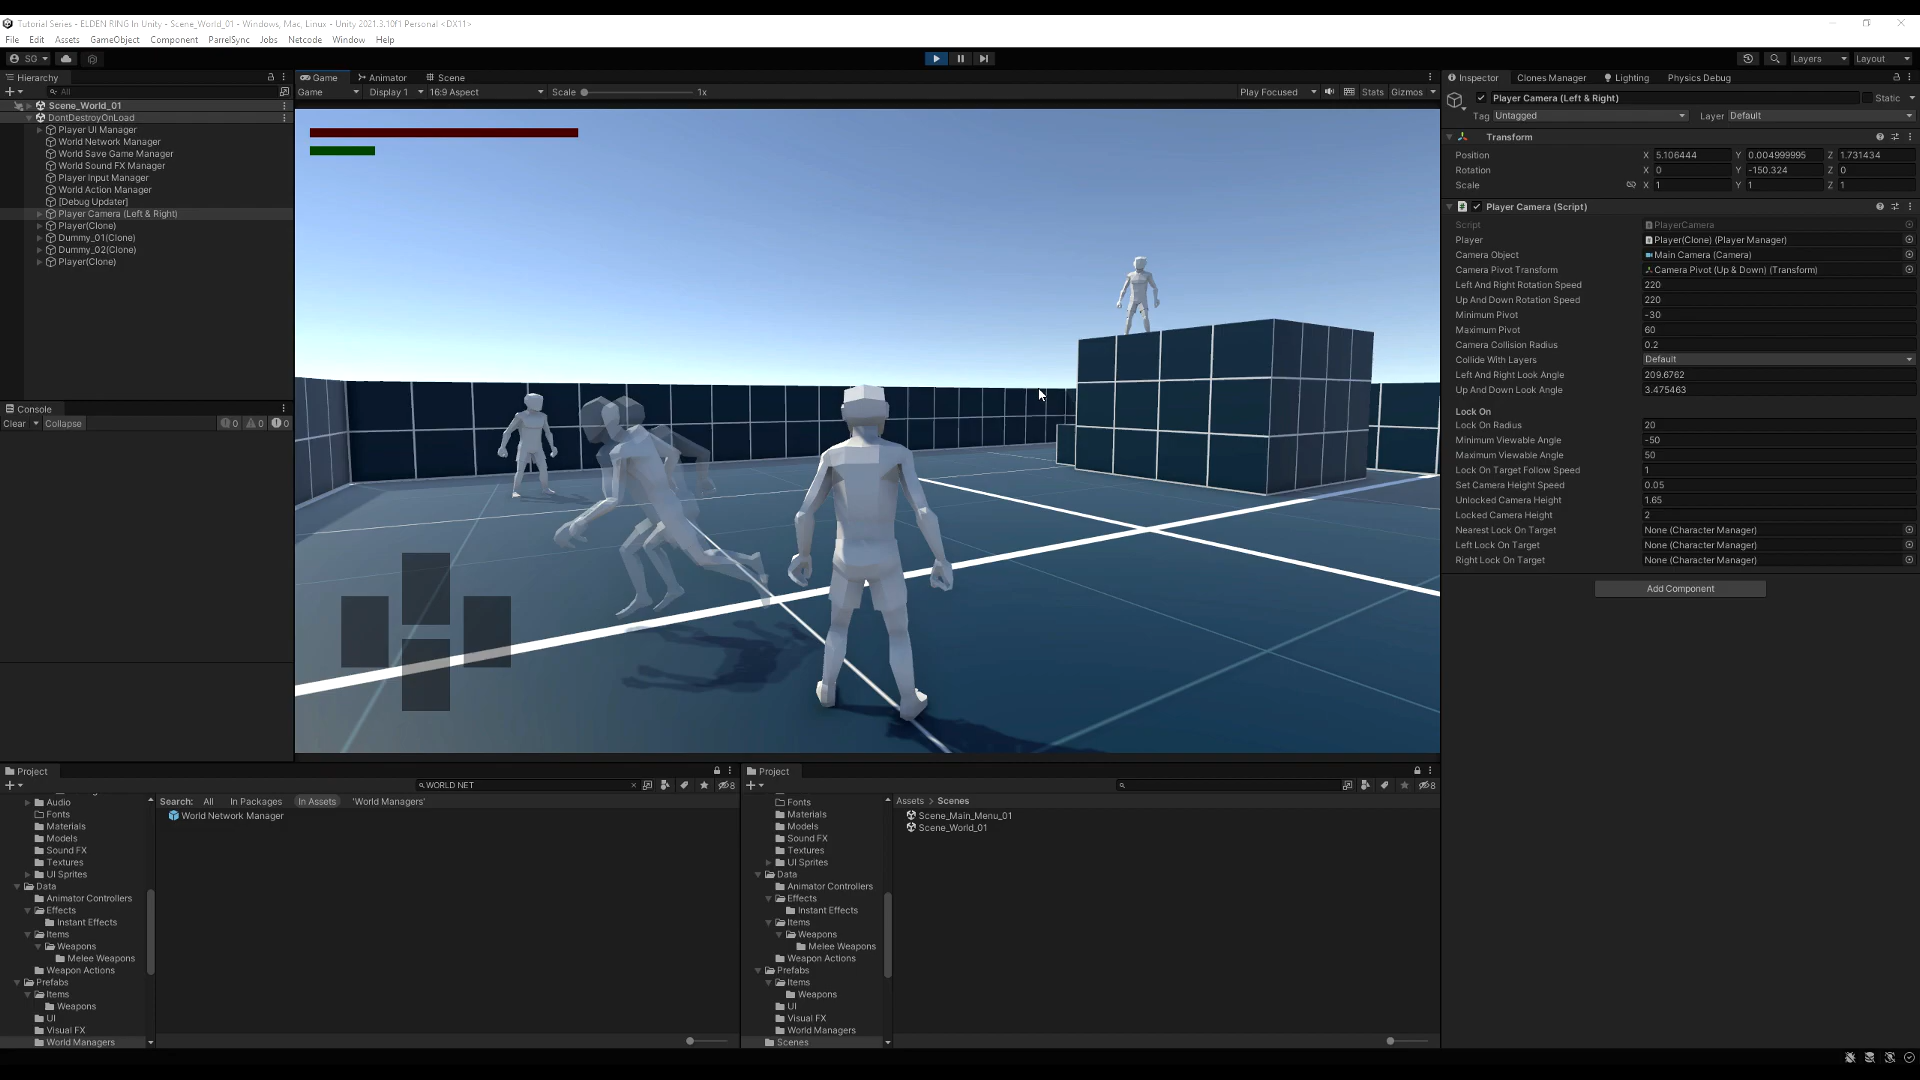 Tutorial Series - ELDEN RING In Unity - Scene_World_01 - Windows, Mac, Linux - Unity 2021.3.10f1 Personal <DX11>
File Edit Assets GameObject Component ParrelSync Jobs Netcode Window Help
SG Layers Layout
Hierarchy
All
Scene_World_01
DontDestroyOnLoad
Player UI Manager
World Network Manager
World Save Game Manager
World Sound FX Manager
Player Input Manager
World Action Manager
[Debug Updater]
Player Camera (Left & Right)
Player(Clone)
Dummy_01(Clone)
Dummy_02(Clone)
Player(Clone)
Console
Clear Collapse 0 0 0
Game Animator Scene
Game Display 1 16:9 Aspect Scale 1x Play Focused Stats Gizmos
Inspector Clones Manager Lighting Physics Debug
Player Camera (Left & Right) Static
Tag Untagged Layer Default
Transform
Position X 5.106444 Y 0.004999995 Z 1.731434
Rotation X 0 Y -150.324 Z 0
Scale X 1 Y 1 Z 1
Player Camera (Script)
Script PlayerCamera
Player Player(Clone) (Player Manager)
Camera Object Main Camera (Camera)
Camera Pivot Transform Camera Pivot (Up & Down) (Transform)
Left And Right Rotation Speed 220
Up And Down Rotation Speed 220
Minimum Pivot -30
Maximum Pivot 60
Camera Collision Radius 0.2
Collide With Layers Default
Left And Right Look Angle 209.6762
Up And Down Look Angle 3.475463
Lock On
Lock On Radius 20
Minimum Viewable Angle -50
Maximum Viewable Angle 50
Lock On Target Follow Speed 1
Set Camera Height Speed 0.05
Unlocked Camera Height 1.65
Locked Camera Height 2
Nearest Lock On Target None (Character Manager)
Left Lock On Target None (Character Manager)
Right Lock On Target None (Character Manager)
Add Component
Project
WORLD NET 8
Search: All In Packages In Assets 'World Managers'
World Network Manager
Audio
Fonts
Materials
Models
Sound FX
Textures
UI Sprites
Data
Animator Controllers
Effects
Instant Effects
Items
Weapons
Melee Weapons
Weapon Actions
Prefabs
Items
Weapons
UI
Visual FX
World Managers
Project
8
Assets > Scenes
Scene_Main_Menu_01
Scene_World_01
Fonts
Materials
Models
Sound FX
Textures
UI Sprites
Data
Animator Controllers
Effects
Instant Effects
Items
Weapons
Melee Weapons
Weapon Actions
Prefabs
Items
Weapons
UI
Visual FX
World Managers
Scenes